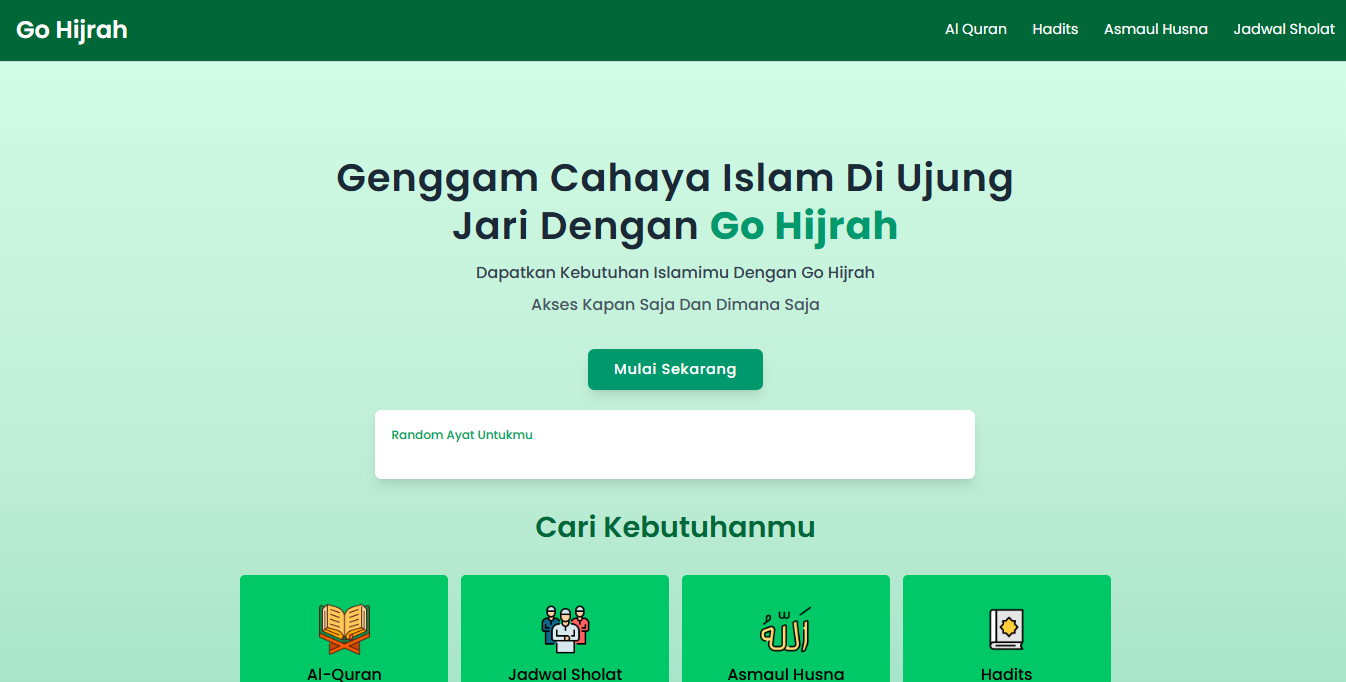 Go Hijrah
Al Quran
Hadits
Asmaul Husna
Jadwal Sholat
Genggam Cahaya Islam Di Ujung
Jari Dengan Go Hijrah
Dapatkan Kebutuhan Islamimu Dengan Go Hijrah
Akses Kapan Saja Dan Dimana Saja
Mulai Sekarang
Random Ayat Untukmu
Cari Kebutuhanmu
الله
Al-Quran
Jadwal Sholat
Asmaul Husna
Hadits